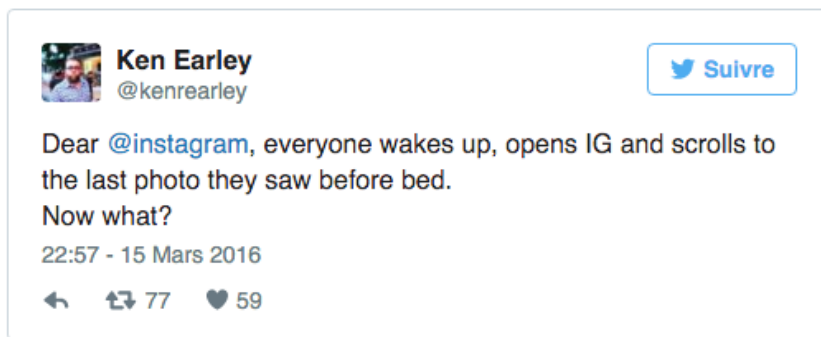 Ken Earley
@kenrearley
Suivre
Dear @instagram, everyone wakes up, opens IG and scrolls to
the last photo they saw before bed.
Now what?
22:57 - 15 Mars 2016
77 59